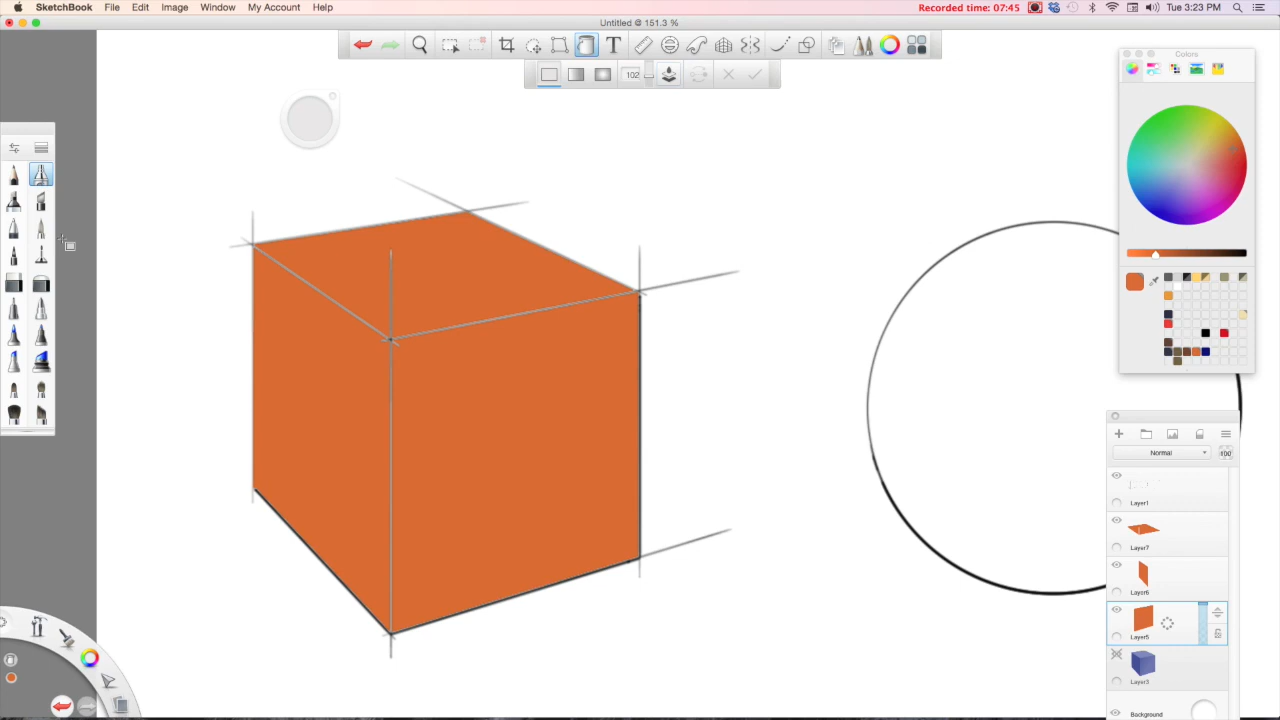 SketchBook File Edit Image Window My Account Help Recorded time: 07:45 Tue 3:23 PM
Untitled @ 151.3 %
102
Colors
Normal 100
Layer1
Layer7
Layer6
Layer5
Layer3
Background